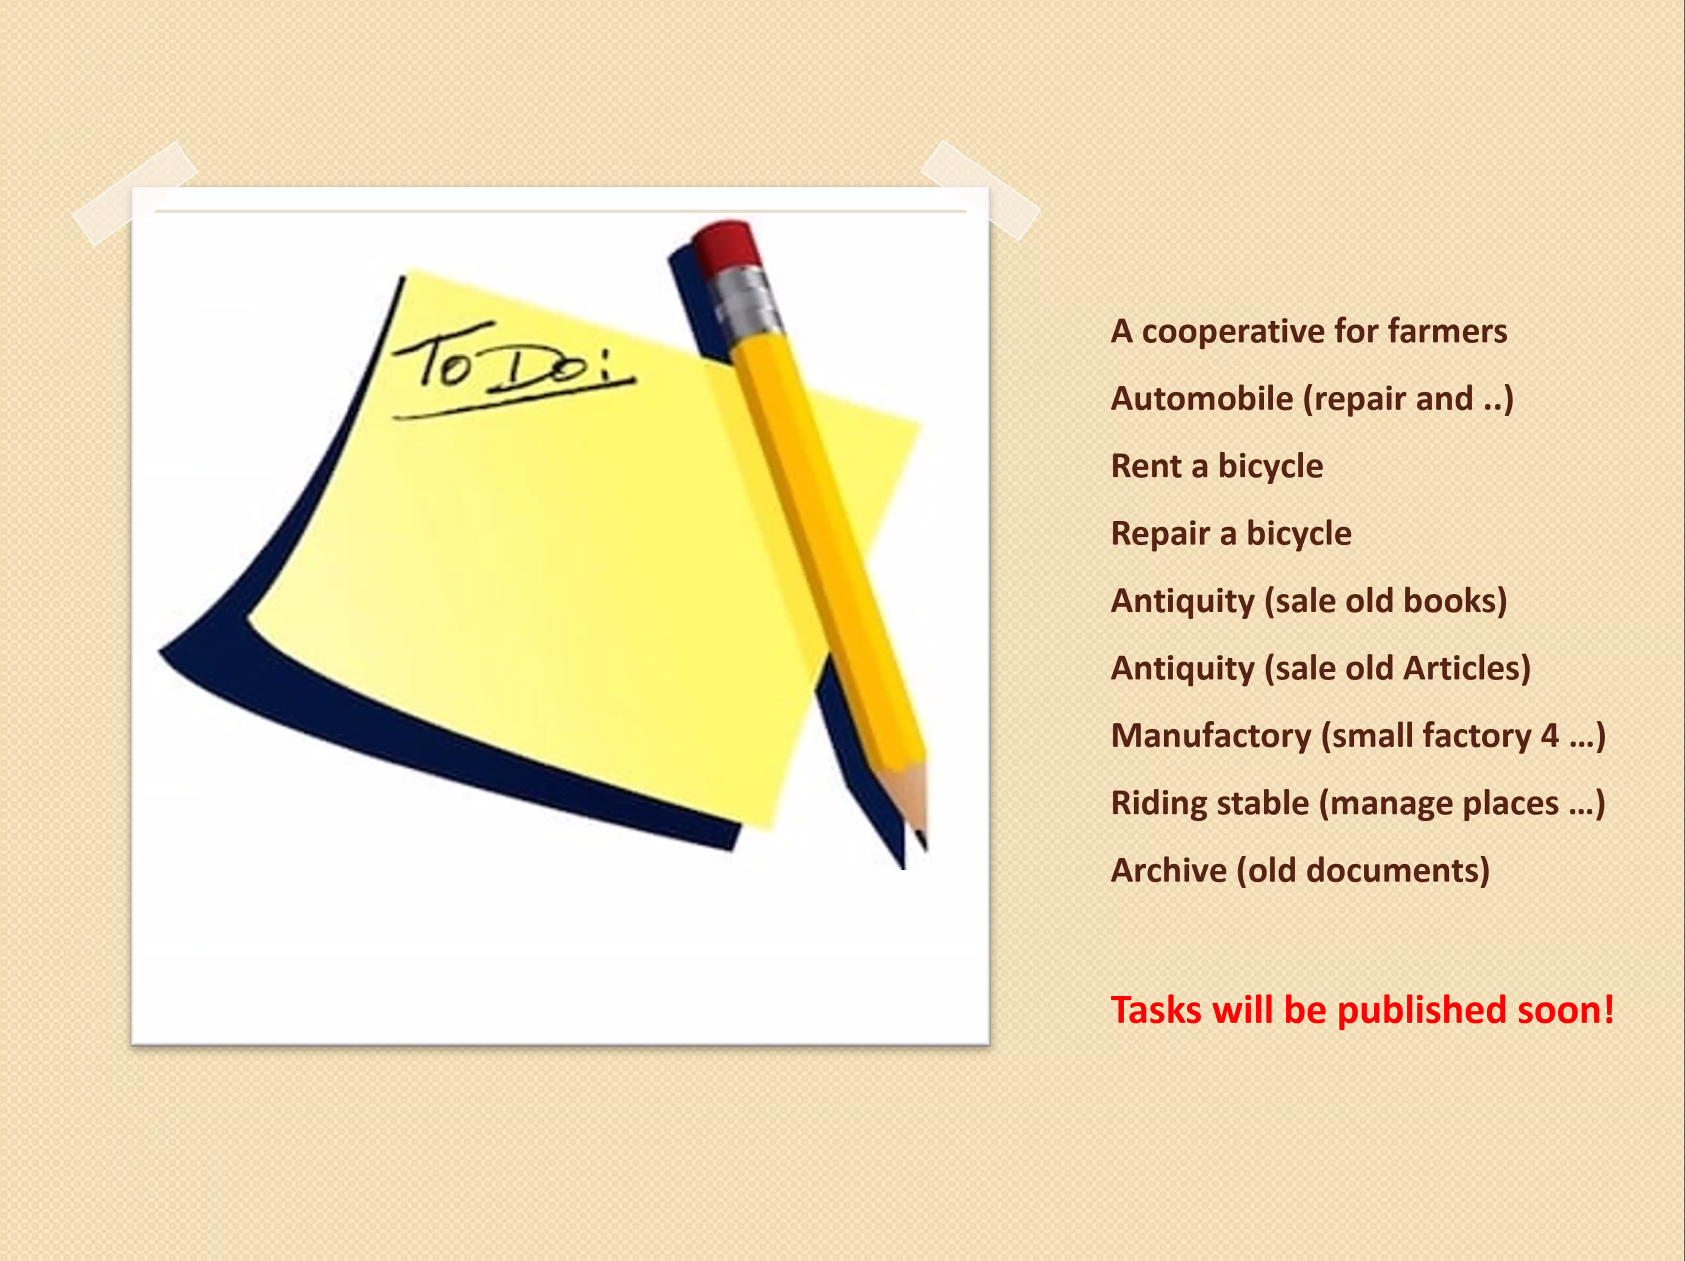 To Do:
A cooperative for farmers
Automobile (repair and ..)
Rent a bicycle
Repair a bicycle
Antiquity (sale old books)
Antiquity (sale old Articles)
Manufactory (small factory 4 …)
Riding stable (manage places …)
Archive (old documents)
Tasks will be published soon!